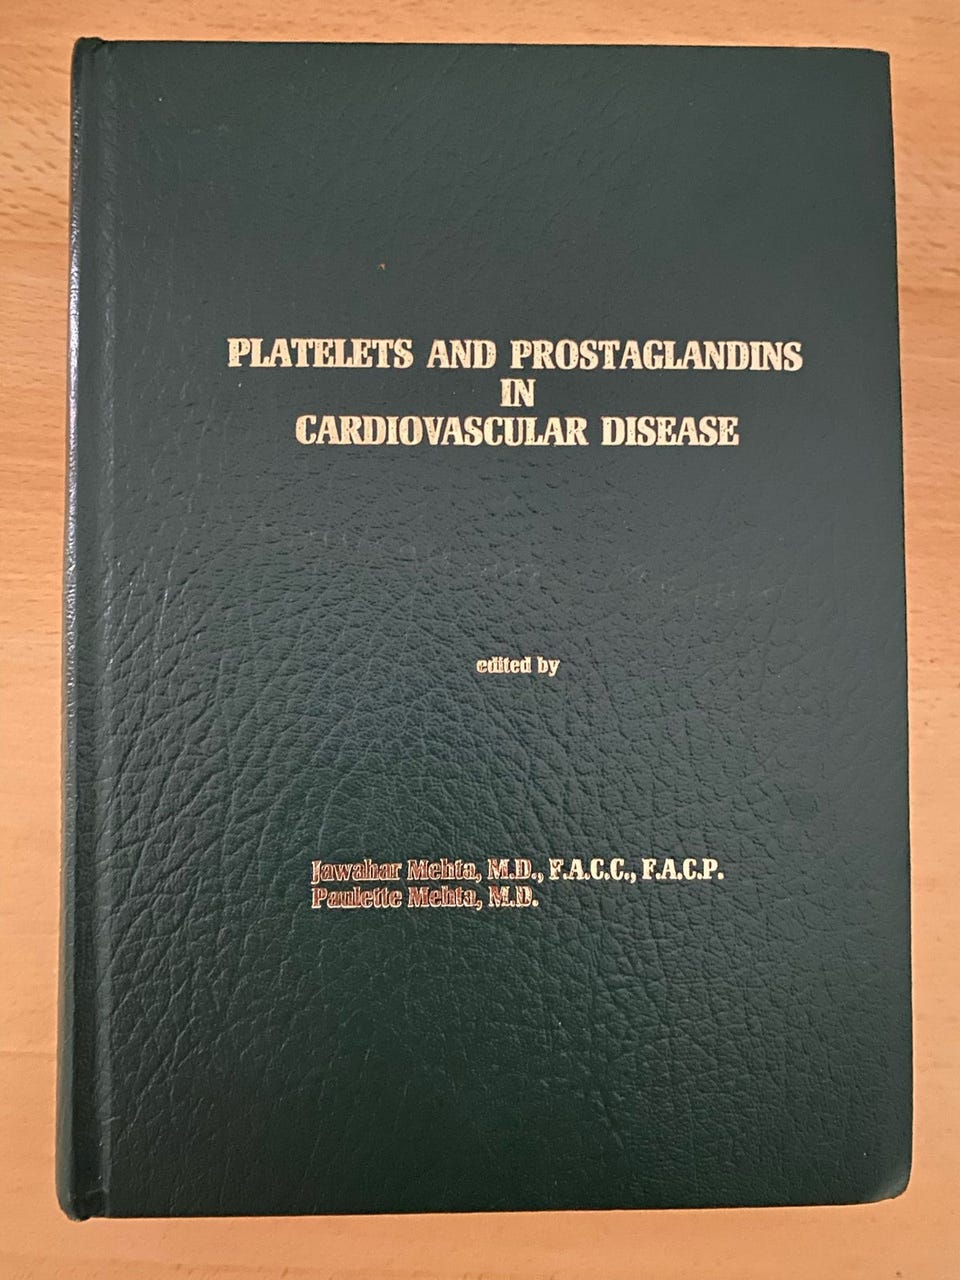 PLATELETS AND PROSTAGLANDINS
IN
CARDIOVASCULAR DISEASE
edited by
Jawahar Mehta, M.D., F.A.C.C., F.A.C.P.
Paulette Mehta, M.D.